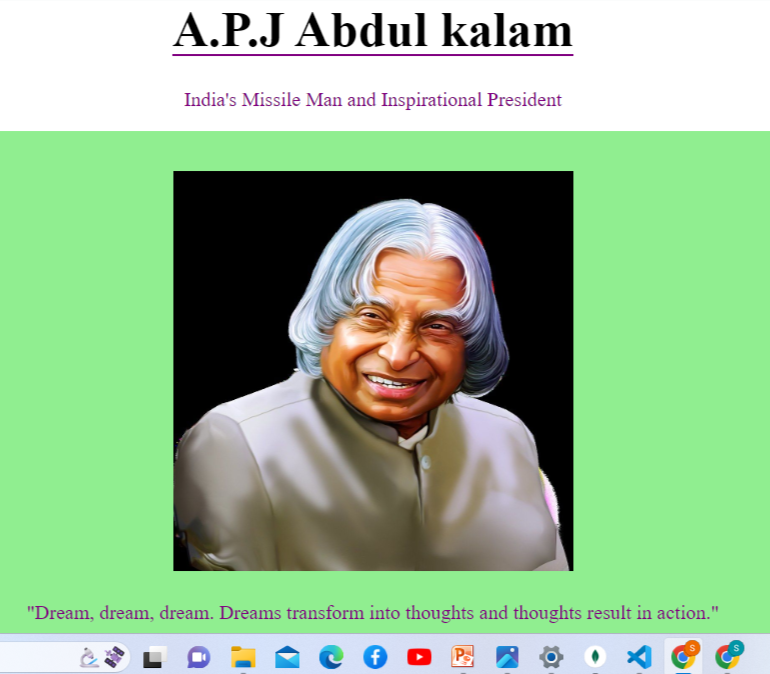 A.P.J Abdul kalam
India's Missile Man and Inspirational President
"Dream, dream, dream. Dreams transform into thoughts and thoughts result in action."
P
S
S